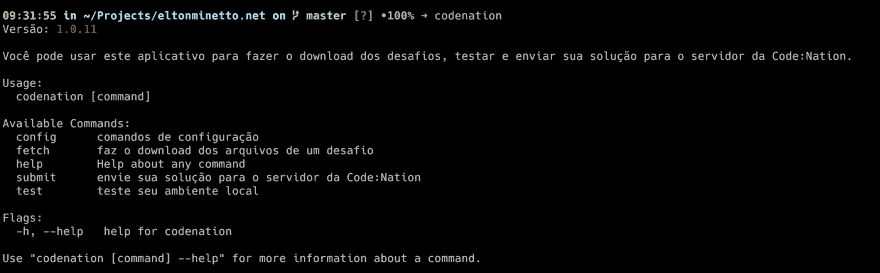 09:31:55 in ~/Projects/eltonminetto.net on master [?] •100% → codenation
Versão: 1.0.11
Você pode usar este aplicativo para fazer o download dos desafios, testar e enviar sua solução para o servidor da Code:Nation.
Usage:
codenation [command]
Available Commands:
config comandos de configuração
fetch faz o download dos arquivos de um desafio
help Help about any command
submit envie sua solução para o servidor da Code:Nation
test teste seu ambiente local
Flags:
-h, --help help for codenation
Use "codenation [command] --help" for more information about a command.